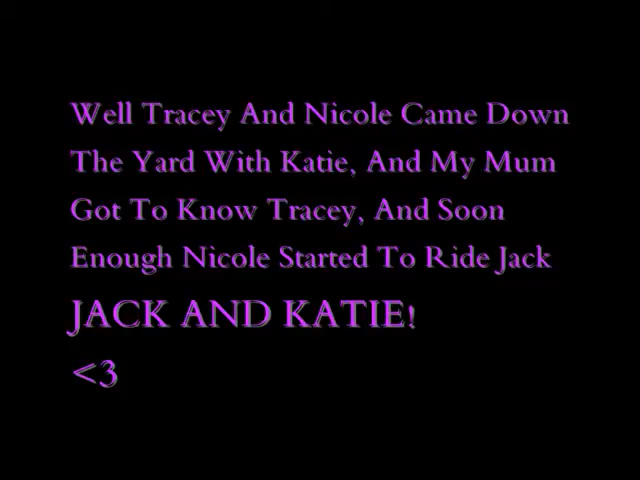 Well Tracey And Nicole Came Down
The Yard With Katie, And My Mum
Got To Know Tracey, And Soon
Enough Nicole Started To Ride Jack
JACK AND KATIE!
<3